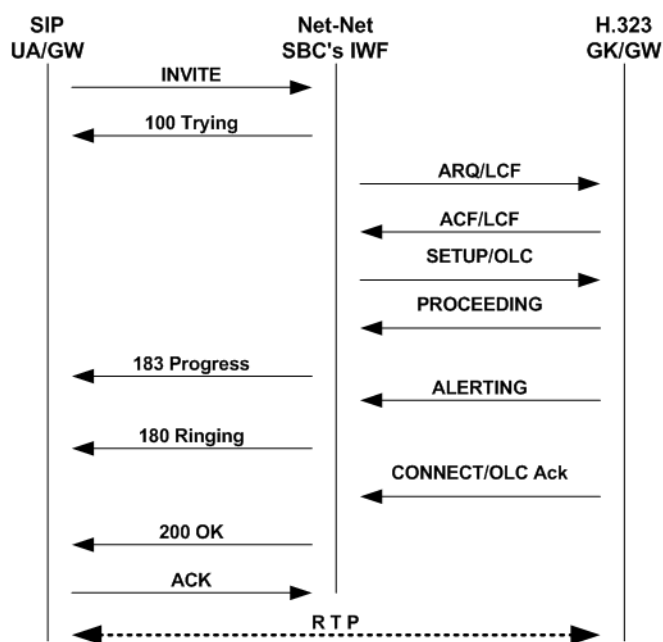 SIP
UA/GW
Net-Net
SBC's IWF
H.323
GK/GW
INVITE
100 Trying
ARQ/LCF
ACF/LCF
SETUP/OLC
PROCEEDING
183 Progress
ALERTING
180 Ringing
CONNECT/OLC Ack
200 OK
ACK
R T P